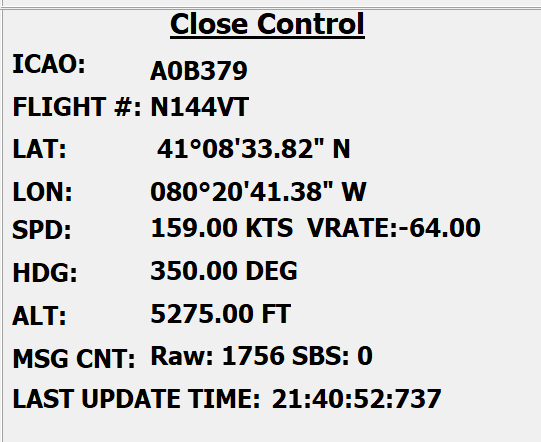 Close Control
ICAO: A0B379
FLIGHT #: N144VT
LAT: 41°08'33.82" N
LON: 080°20'41.38" W
SPD: 159.00 KTS VRATE:-64.00
HDG: 350.00 DEG
ALT: 5275.00 FT
MSG CNT: Raw: 1756 SBS: 0
LAST UPDATE TIME: 21:40:52:737